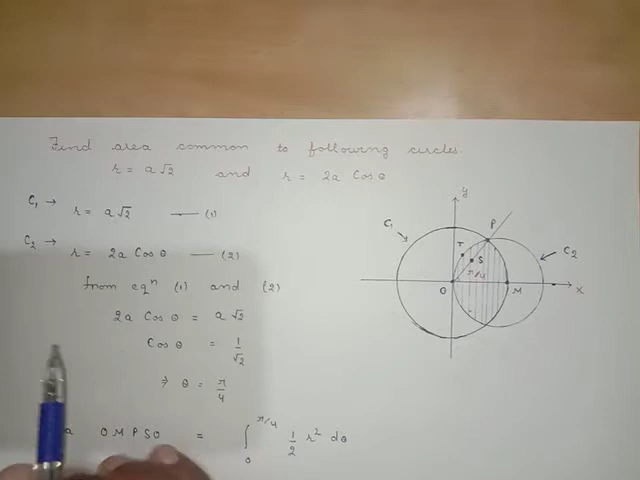 Find area common to following circles
r = a√2 and r = 2a Cos θ
C₁ → r = a√2 —— (1)
C₂ → r = 2a Cos θ —— (2)
from eqⁿ (1) and (2)
2a Cos θ = a√2
Cos θ = 1/√2
⇒ θ = π/4
a OMPSO = ∫₀^(π/4) 1/2 r² dθ
y
P
C₁
C₂
T
S
π/4
O
M
x